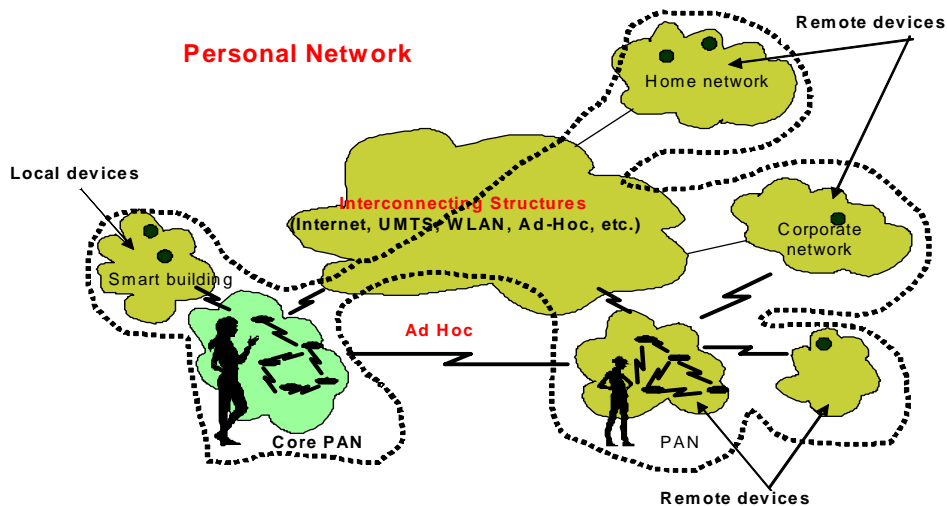 Remote devices
Personal Network
Home network
Local devices
Interconnecting Structures
(Internet, UMTS, WLAN, Ad-Hoc, etc.)
Corporate
network
Smart building
Ad Hoc
Core PAN
PAN
Remote devices